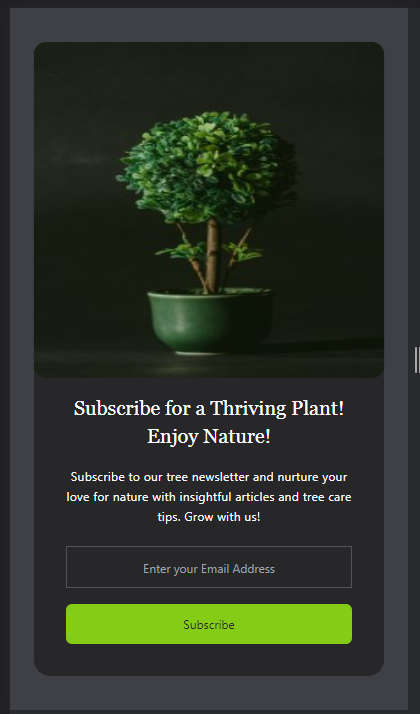 Subscribe for a Thriving Plant!
Enjoy Nature!
Subscribe to our tree newsletter and nurture your
love for nature with insightful articles and tree care
tips. Grow with us!
Enter your Email Address
Subscribe